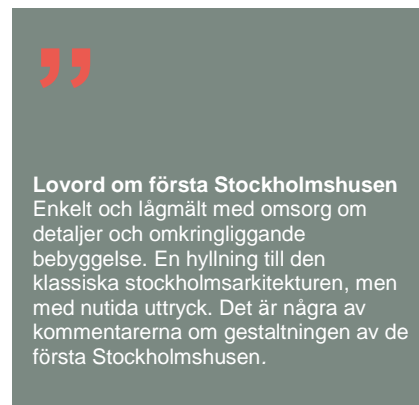 ”
Lovord om första Stockholmshusen
Enkelt och lågmält med omsorg om
detaljer och omkringliggande
bebyggelse. En hyllning till den
klassiska stockholmsarkitekturen, men
med nutida uttryck. Det är några av
kommentarerna om gestaltningen av de
första Stockholmshusen.